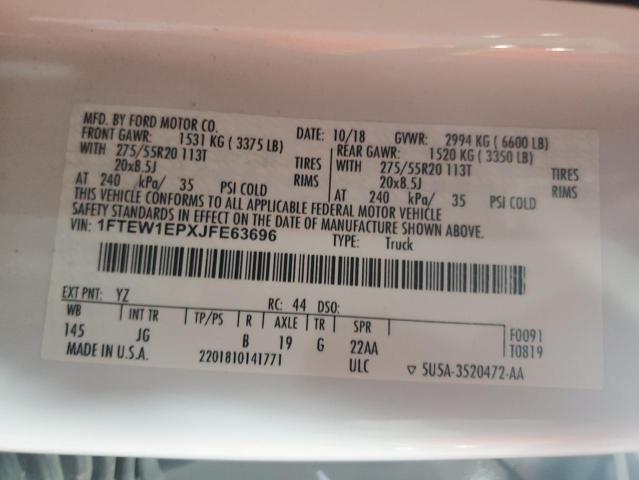 MFD. BY FORD MOTOR CO.
DATE: 10/18 GVWR: 2994 KG ( 6600 LB)
FRONT GAWR: 1531 KG ( 3375 LB) REAR GAWR: 1520 KG ( 3350 LB)
WITH 275/55R20 113T TIRES WITH 275/55R20 113T TIRES
20x8.5J RIMS 20x8.5J RIMS
AT 240 kPa/ 35 PSI COLD AT 240 kPa/ 35 PSI COLD
THIS VEHICLE CONFORMS TO ALL APPLICABLE FEDERAL MOTOR VEHICLE
SAFETY STANDARDS IN EFFECT ON THE DATE OF MANUFACTURE SHOWN ABOVE.
VIN: 1FTEW1EPXJFE63696 TYPE: Truck
EXT PNT: YZ RC: 44 DSO:
WB INT TR TP/PS R AXLE TR SPR
145 JG B 19 G 22AA
F0091
T0819
MADE IN U.S.A. 2201810141771 ULC ▽ 5U5A-3520472-AA